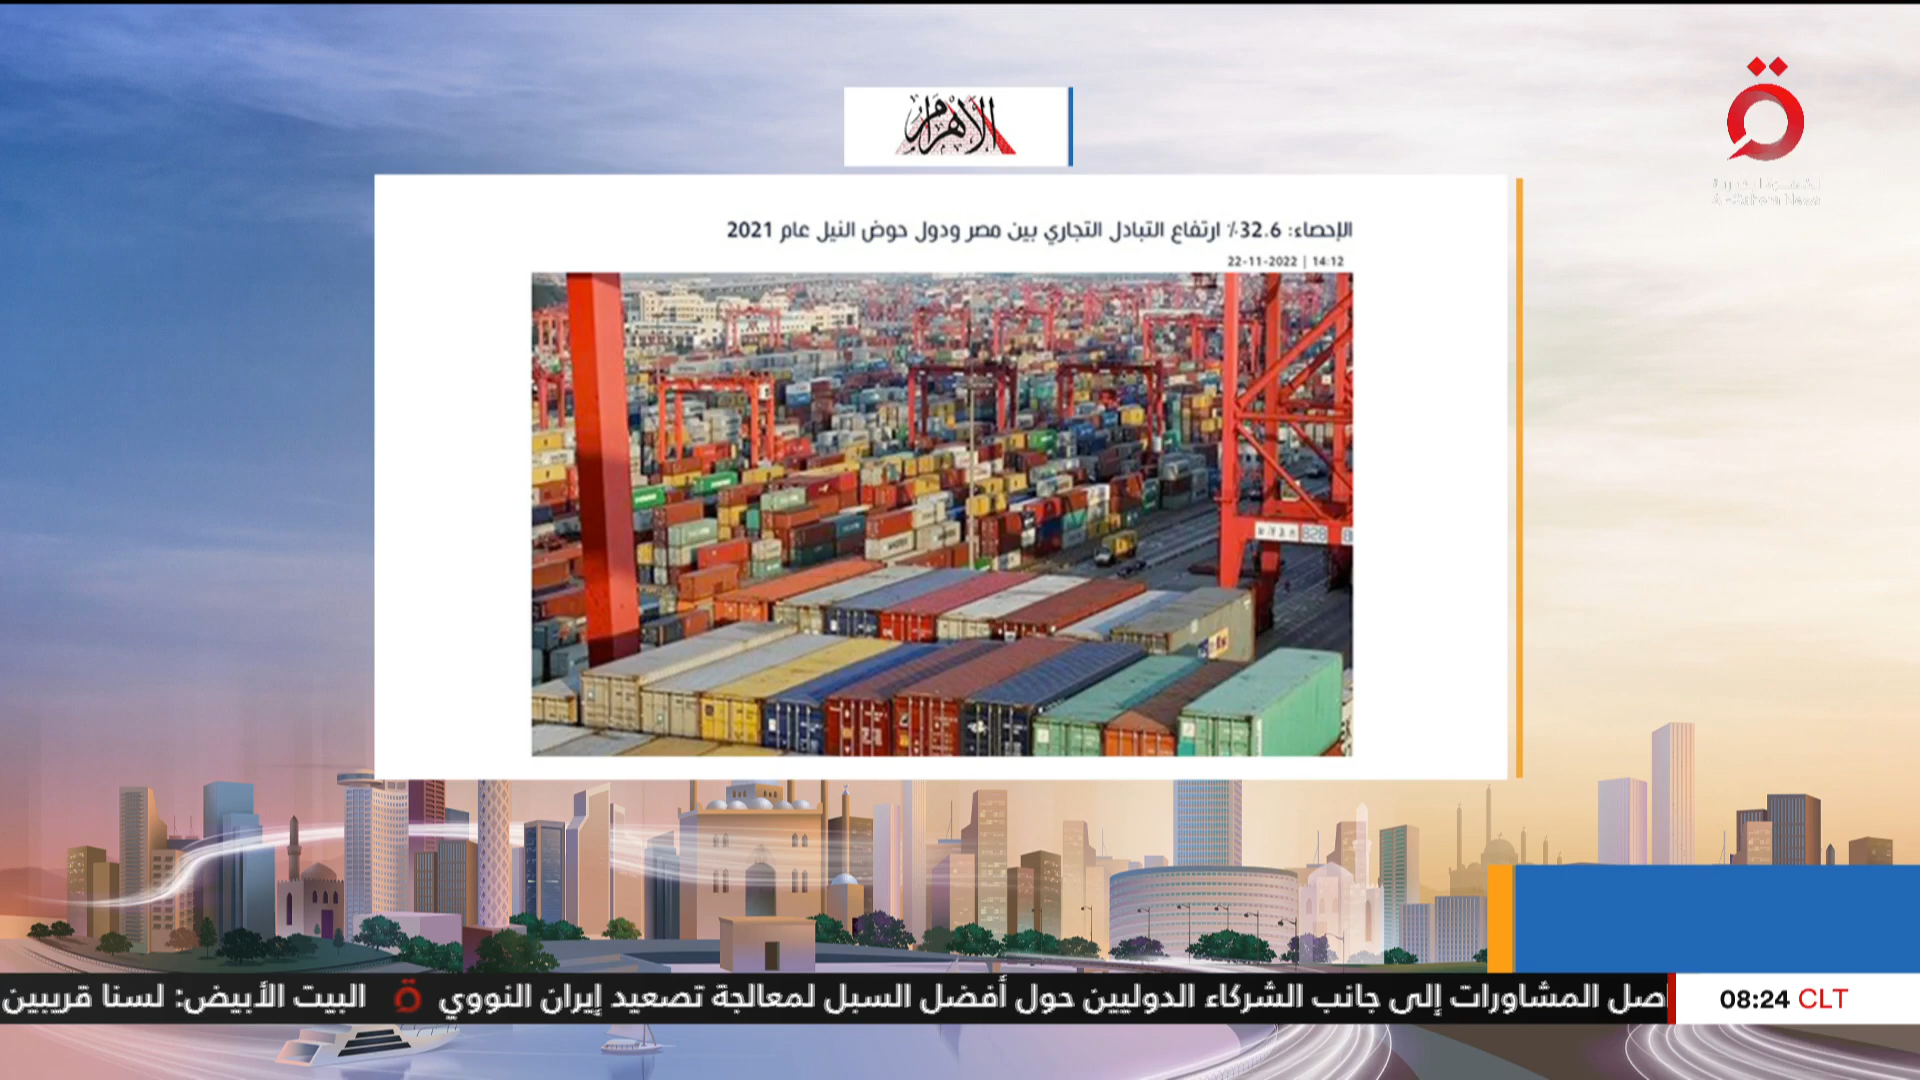 الأهرام
الإحصاء: 32.6٪ ارتفاع التبادل التجاري بين مصر ودول حوض النيل عام 2021
22-11-2022 | 14:12
828
صل المشاورات إلى جانب الشركاء الدوليين حول أفضل السبل لمعالجة تصعيد إيران النووي
البيت الأبيض: لسنا قريبين
08:24 CLT